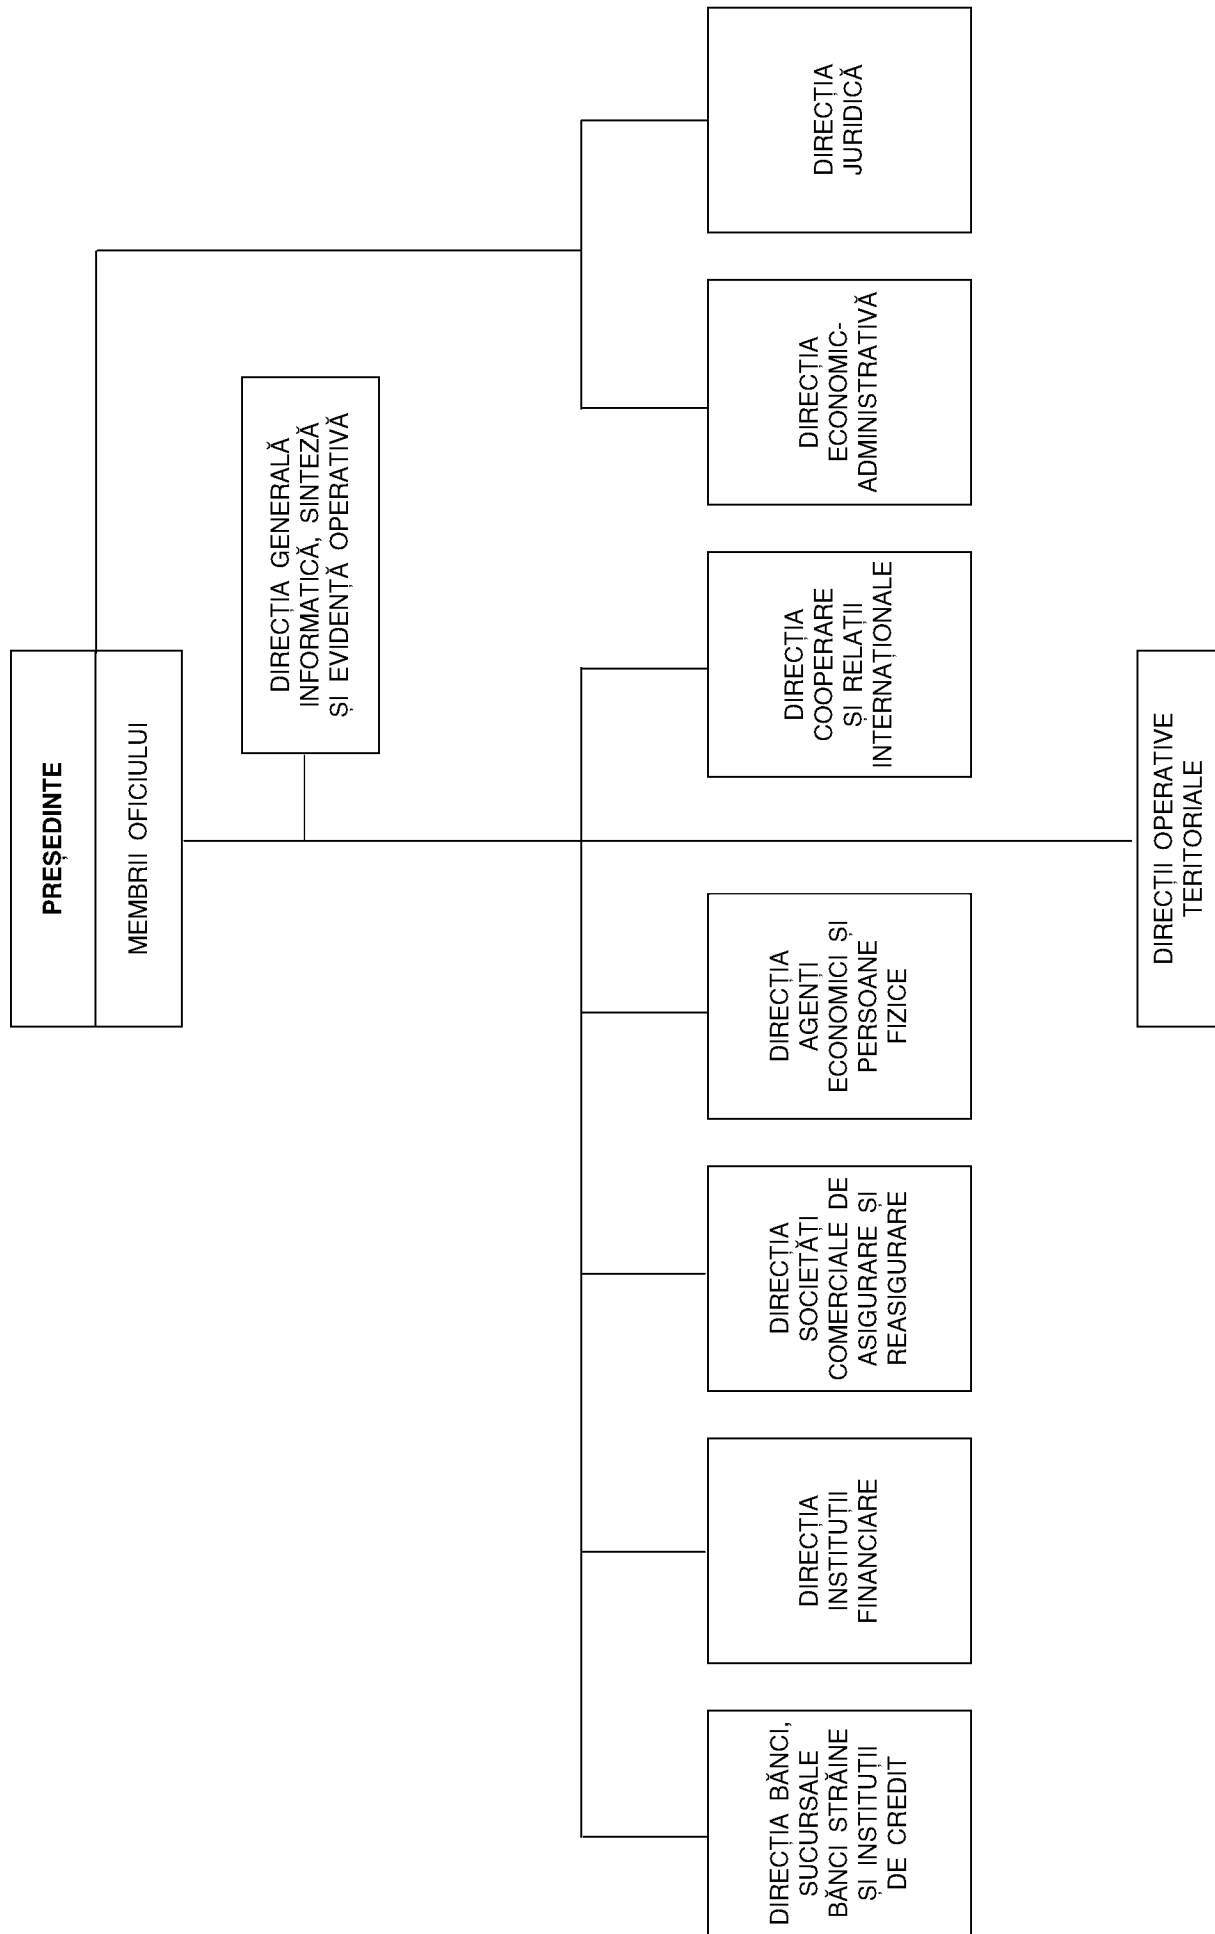 PREȘEDINTE
MEMBRII OFICIULUI
DIRECȚIA GENERALĂ
INFORMATICĂ, SINTEZĂ
ȘI EVIDENȚĂ OPERATIVĂ
DIRECȚIA BĂNCI,
SUCURSALE
BĂNCI STRĂINE
ȘI INSTITUȚII
DE CREDIT
DIRECȚIA
INSTITUȚII
FINANCIARE
DIRECȚIA
SOCIETĂȚI
COMERCIALE DE
ASIGURARE ȘI
REASIGURARE
DIRECȚIA
AGENȚI
ECONOMICI ȘI
PERSOANE
FIZICE
DIRECȚIA
COOPERARE
ȘI RELAȚII
INTERNAȚIONALE
DIRECȚIA
ECONOMIC-
ADMINISTRATIVĂ
DIRECȚIA
JURIDICĂ
DIRECȚII OPERATIVE
TERITORIALE